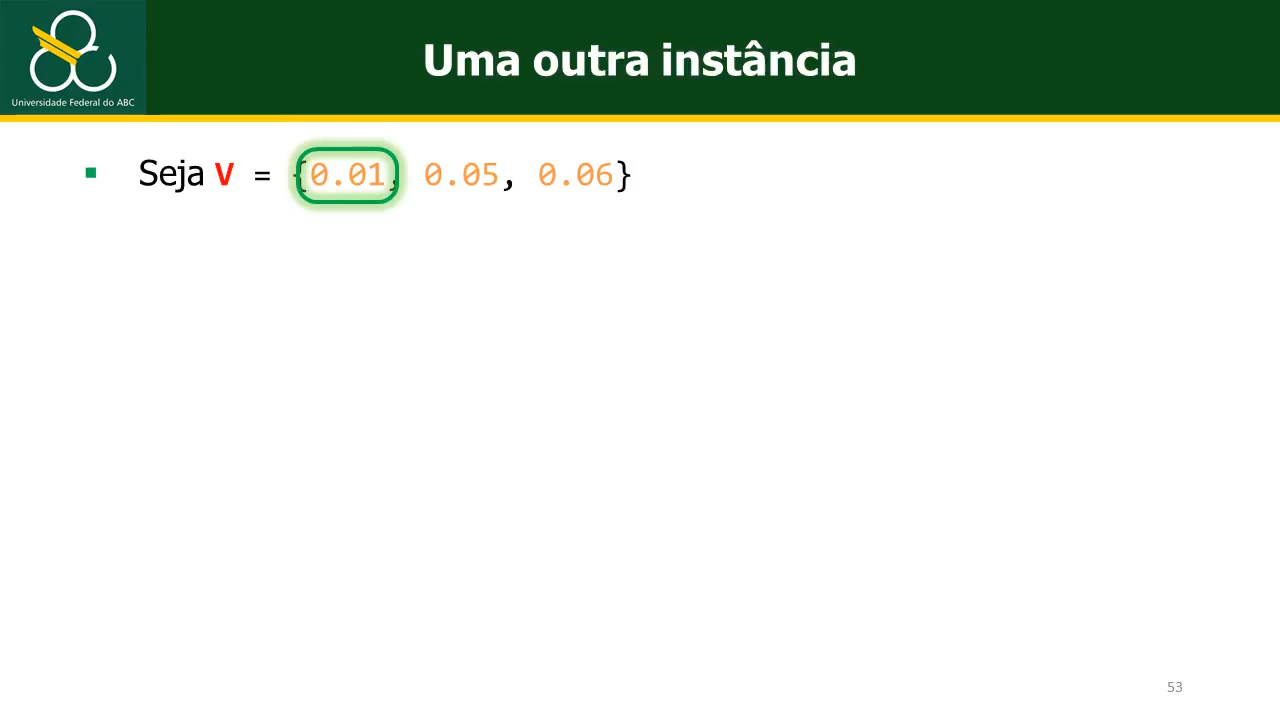 Universidade Federal do ABC
Uma outra instância
▪ Seja V = {0.01, 0.05, 0.06}
53